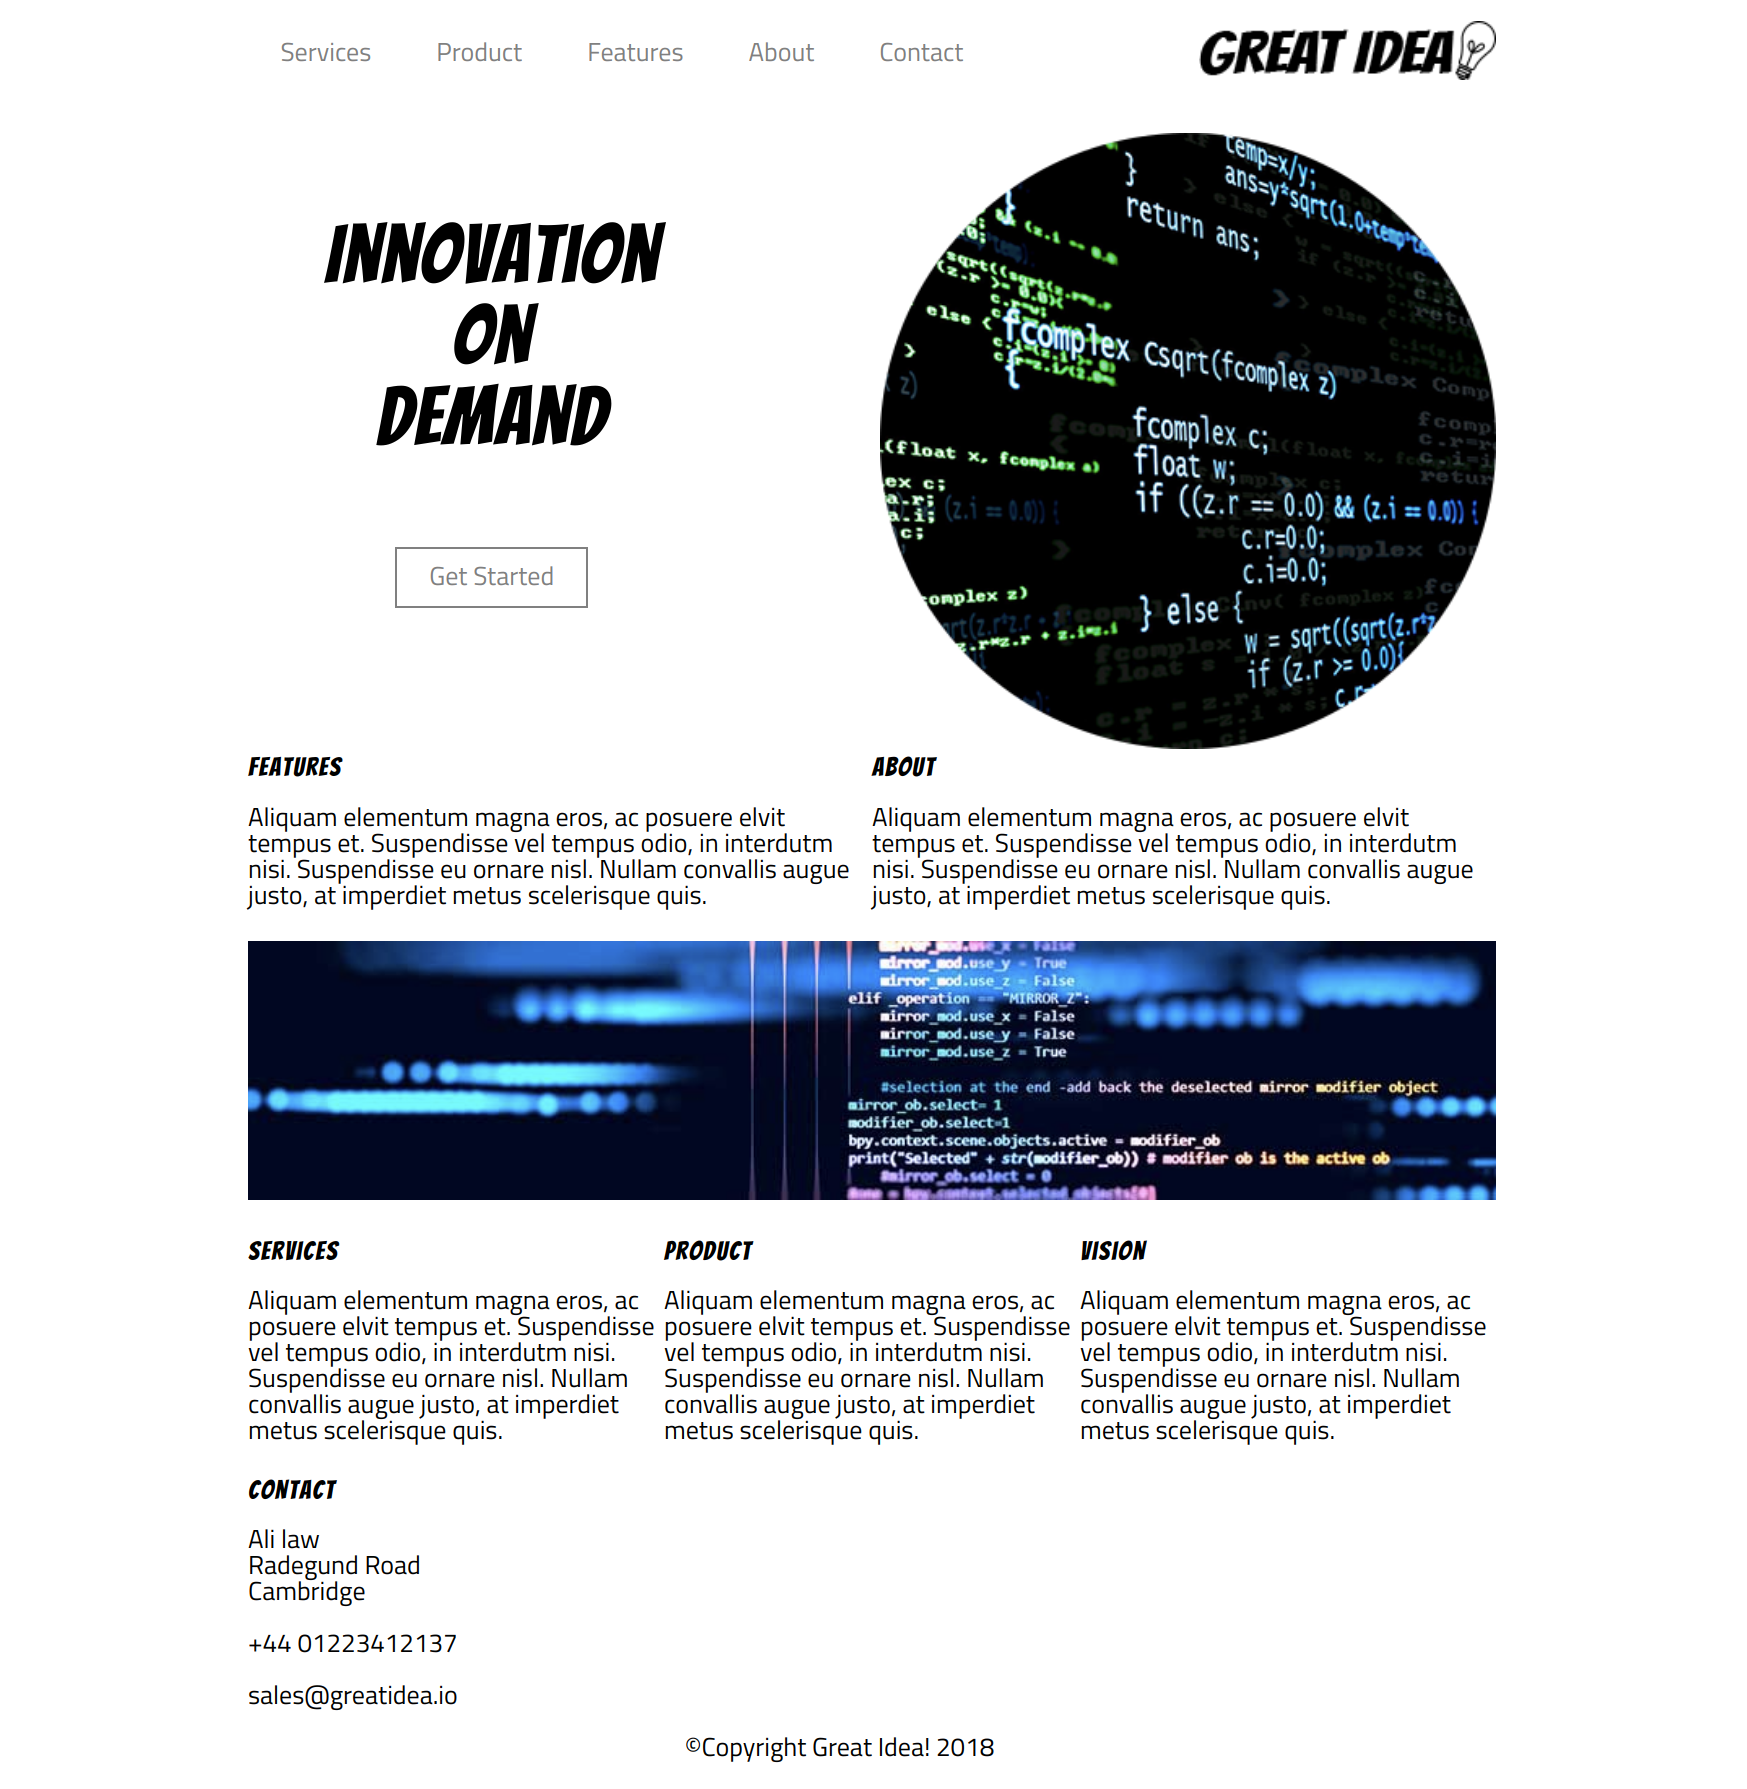 Services Product Features About Contact GREAT IDEA
INNOVATION
ON
DEMAND
Get Started
temp=x/y;
ans=y*sqrt(1.0+temp*te
}
return ans;
{
fcomplex Csqrt(fcomplex z)
{
fcomplex c;
float w;
if ((z.r == 0.0) && (z.i == 0.0)) {
c.r=0.0;
c.i=0.0;
} else {
w = sqrt((sqrt(z.r*z
if (z.r >= 0.0){
else {
(float x, fcomplex a)
ex c;
a.r;
a.i;
c;
complex z)
z.r*z.r + z.i*z.i
FEATURES
Aliquam elementum magna eros, ac posuere elvit
tempus et. Suspendisse vel tempus odio, in interdutm
nisi. Suspendisse eu ornare nisl. Nullam convallis augue
justo, at imperdiet metus scelerisque quis.
ABOUT
Aliquam elementum magna eros, ac posuere elvit
tempus et. Suspendisse vel tempus odio, in interdutm
nisi. Suspendisse eu ornare nisl. Nullam convallis augue
justo, at imperdiet metus scelerisque quis.
mirror_mod.use_x = False
mirror_mod.use_y = True
mirror_mod.use_z = False
elif _operation == "MIRROR_Z":
mirror_mod.use_x = False
mirror_mod.use_y = False
mirror_mod.use_z = True
#selection at the end -add back the deselected mirror modifier object
mirror_ob.select= 1
modifier_ob.select=1
bpy.context.scene.objects.active = modifier_ob
print("Selected" + str(modifier_ob)) # modifier ob is the active ob
#mirror_ob.select = 0
= bpy.context.selected_objects[0]
SERVICES
Aliquam elementum magna eros, ac
posuere elvit tempus et. Suspendisse
vel tempus odio, in interdutm nisi.
Suspendisse eu ornare nisl. Nullam
convallis augue justo, at imperdiet
metus scelerisque quis.
PRODUCT
Aliquam elementum magna eros, ac
posuere elvit tempus et. Suspendisse
vel tempus odio, in interdutm nisi.
Suspendisse eu ornare nisl. Nullam
convallis augue justo, at imperdiet
metus scelerisque quis.
VISION
Aliquam elementum magna eros, ac
posuere elvit tempus et. Suspendisse
vel tempus odio, in interdutm nisi.
Suspendisse eu ornare nisl. Nullam
convallis augue justo, at imperdiet
metus scelerisque quis.
CONTACT
Ali law
Radegund Road
Cambridge
+44 01223412137
sales@greatidea.io
©Copyright Great Idea! 2018